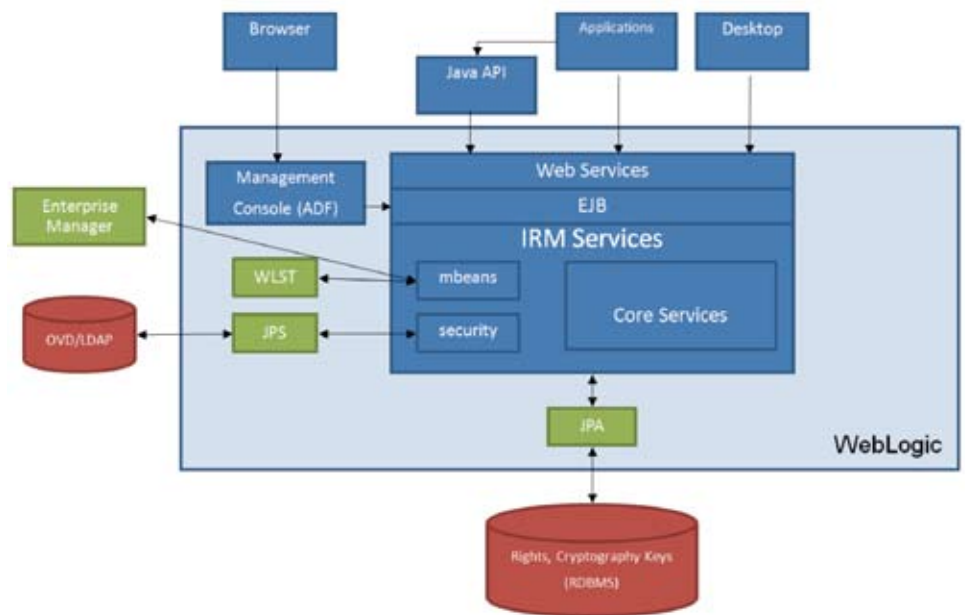 Browser
Applications
Desktop
Java API
Management
Console (ADF)
Web Services
EJB
IRM Services
Enterprise
Manager
WLST
mbeans
Core Services
OVD/LDAP
JPS
security
JPA
WebLogic
Rights, Cryptography Keys
(RDBMS)